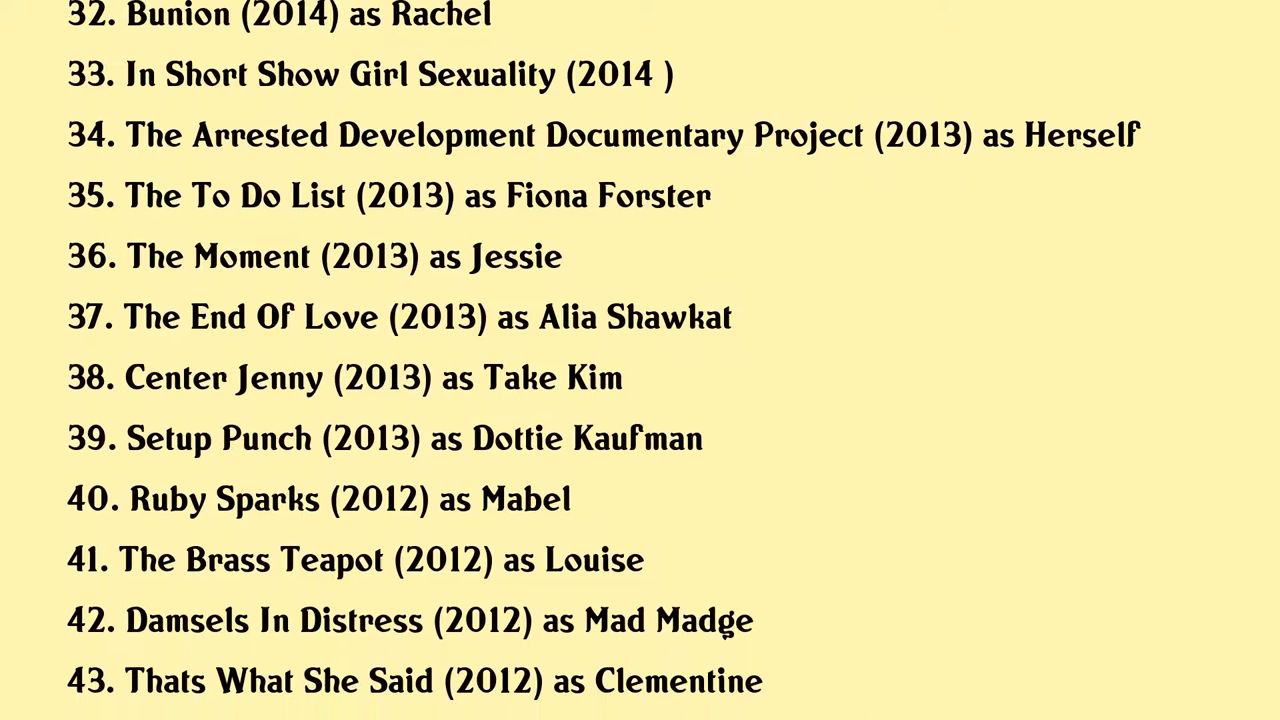 32. Bunion (2014) as Rachel
33. In Short Show Girl Sexuality (2014 )
34. The Arrested Development Documentary Project (2013) as Herself
35. The To Do List (2013) as Fiona Forster
36. The Moment (2013) as Jessie
37. The End Of Love (2013) as Alia Shawkat
38. Center Jenny (2013) as Take Kim
39. Setup Punch (2013) as Dottie Kaufman
40. Ruby Sparks (2012) as Mabel
41. The Brass Teapot (2012) as Louise
42. Damsels In Distress (2012) as Mad Madge
43. Thats What She Said (2012) as Clementine